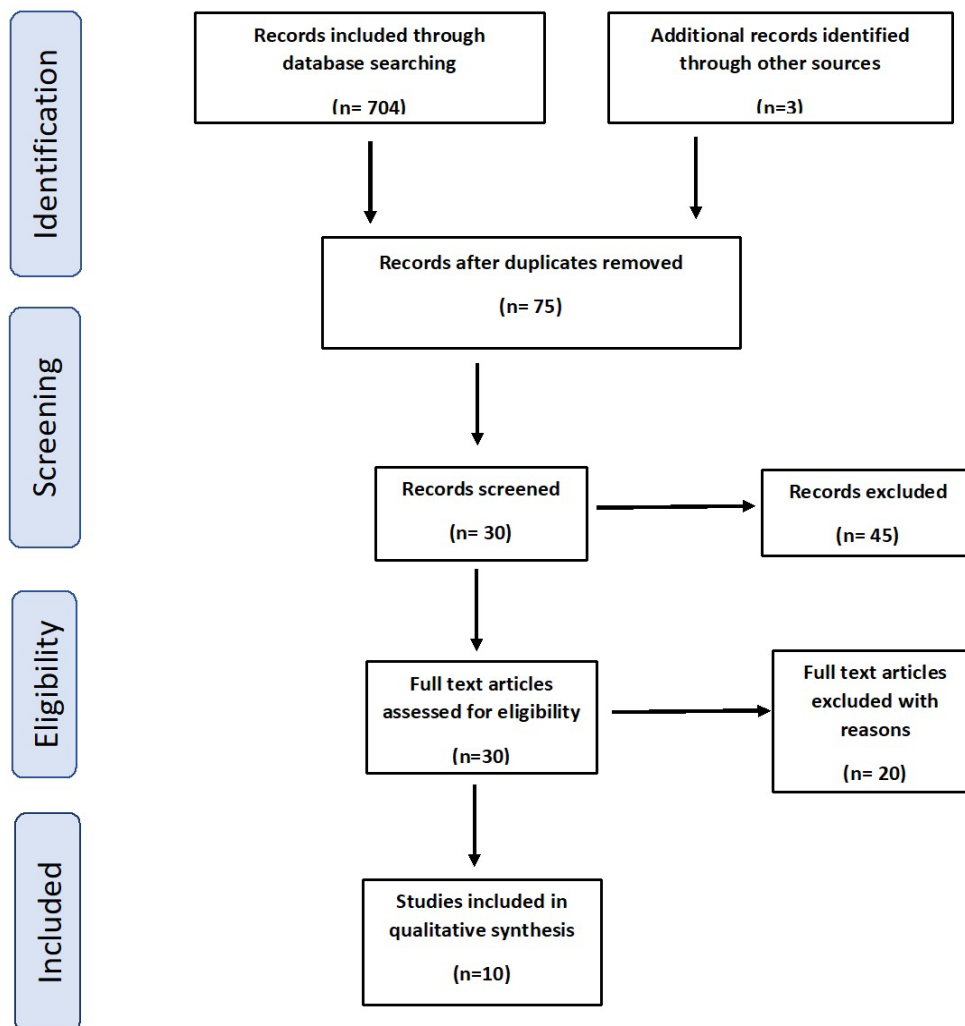 Identification
Records included through
database searching
(n= 704)
Additional records identified
through other sources
(n=3)
Records after duplicates removed
(n= 75)
Screening
Records screened
(n= 30)
Records excluded
(n= 45)
Eligibility
Full text articles
assessed for eligibility
(n=30)
Full text articles
excluded with
reasons
(n= 20)
Included
Studies included in
qualitative synthesis
(n=10)